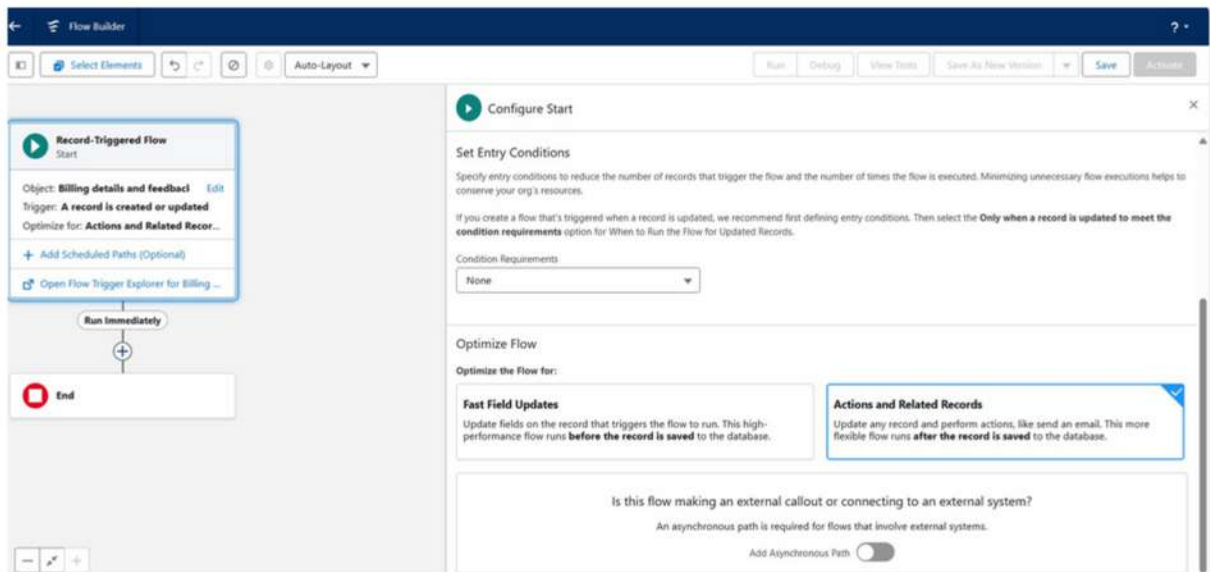 Flow Builder
?
Select Elements
Auto-Layout
Run
Debug
View Tests
Save As New Version
Save
Activate
Record-Triggered Flow
Start
Object: Billing details and feedbacl Edit
Trigger: A record is created or updated
Optimize for: Actions and Related Recor...
+ Add Scheduled Paths (Optional)
Open Flow Trigger Explorer for Billing ...
Run Immediately
End
Configure Start
Set Entry Conditions
Specify entry conditions to reduce the number of records that trigger the flow and the number of times the flow is executed. Minimizing unnecessary flow executions helps to
conserve your org's resources.
If you create a flow that's triggered when a record is updated, we recommend first defining entry conditions. Then select the Only when a record is updated to meet the
condition requirements option for When to Run the Flow for Updated Records.
Condition Requirements
None
Optimize Flow
Optimize the Flow for:
Fast Field Updates
Update fields on the record that triggers the flow to run. This high-
performance flow runs before the record is saved to the database.
Actions and Related Records
Update any record and perform actions, like send an email. This more
flexible flow runs after the record is saved to the database.
Is this flow making an external callout or connecting to an external system?
An asynchronous path is required for flows that involve external systems.
Add Asynchronous Path